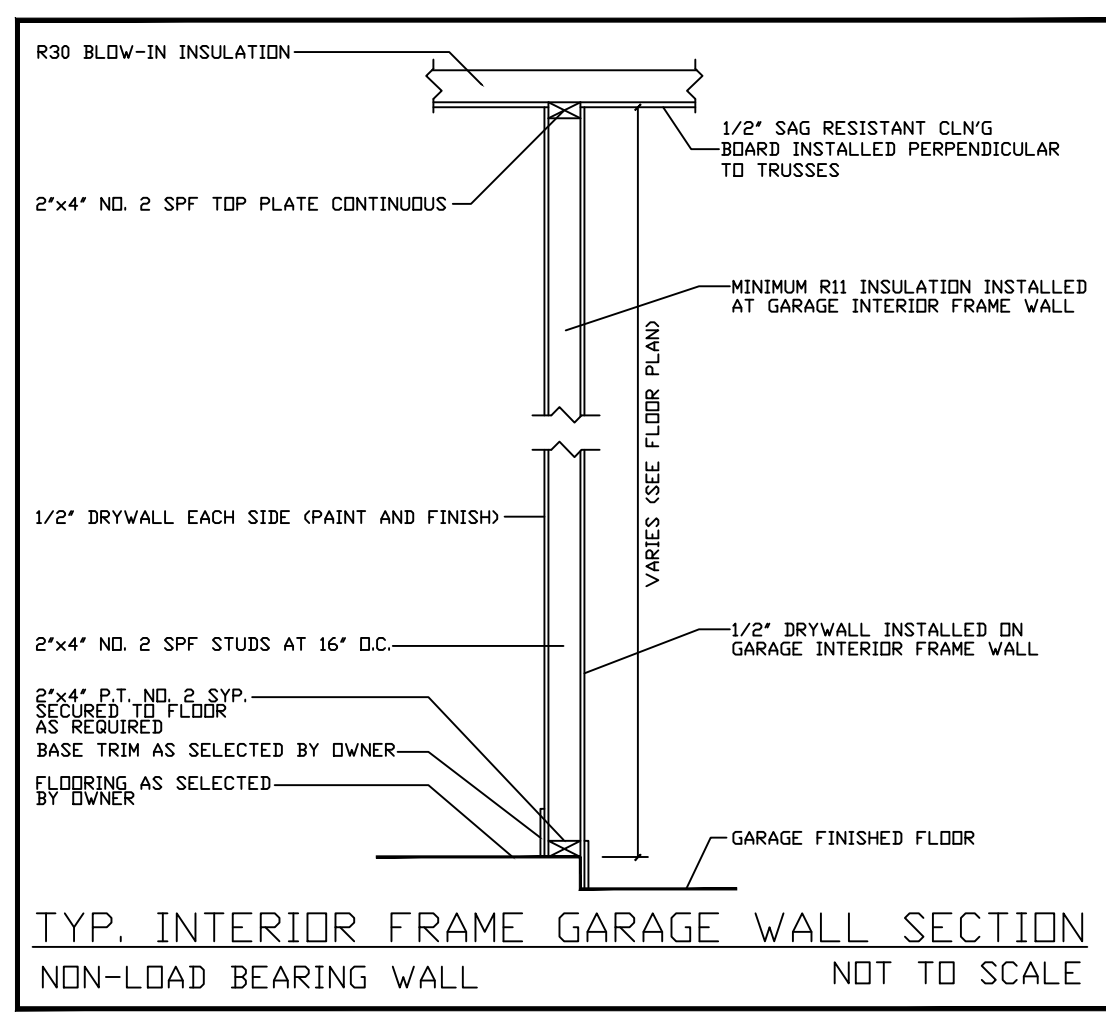 R30 BLOW-IN INSULATION
1/2" SAG RESISTANT CLN'G
BOARD INSTALLED PERPENDICULAR
TO TRUSSES
2"x4" NO. 2 SPF TOP PLATE CONTINUOUS
MINIMUM R11 INSULATION INSTALLED
AT GARAGE INTERIOR FRAME WALL
VARIES (SEE FLOOR PLAN)
1/2" DRYWALL EACH SIDE (PAINT AND FINISH)
2"x4" NO. 2 SPF STUDS AT 16" O.C.
1/2" DRYWALL INSTALLED ON
GARAGE INTERIOR FRAME WALL
2"x4" P.T. NO. 2 SYP.
SECURED TO FLOOR
AS REQUIRED
BASE TRIM AS SELECTED BY OWNER
FLOORING AS SELECTED
BY OWNER
GARAGE FINISHED FLOOR
TYP. INTERIOR FRAME GARAGE WALL SECTION
NON-LOAD BEARING WALL
NOT TO SCALE